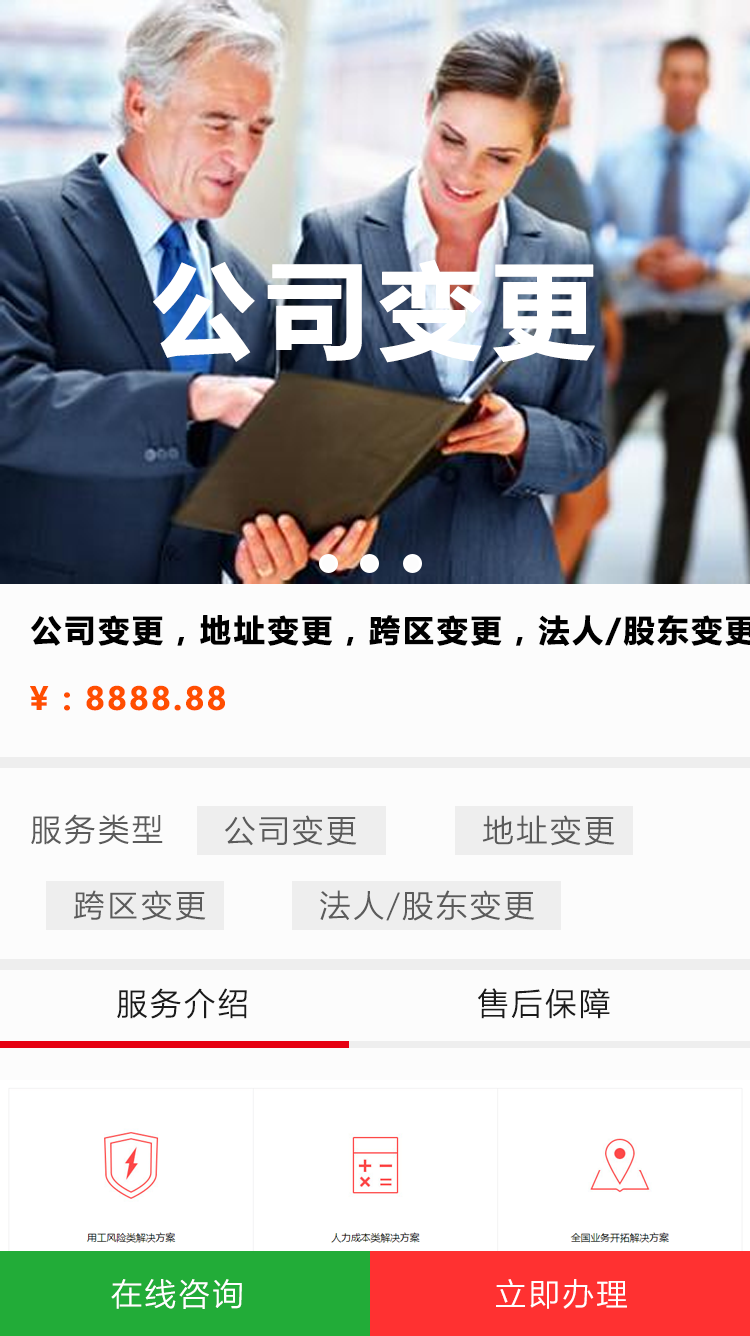 公司变更
公司变更，地址变更，跨区变更，法人/股东变更
¥：8888.88
服务类型 公司变更 地址变更
跨区变更 法人/股东变更
服务介绍 售后保障
用工风险类解决方案 人力成本类解决方案 全国业务开拓解决方案
在线咨询 立即办理